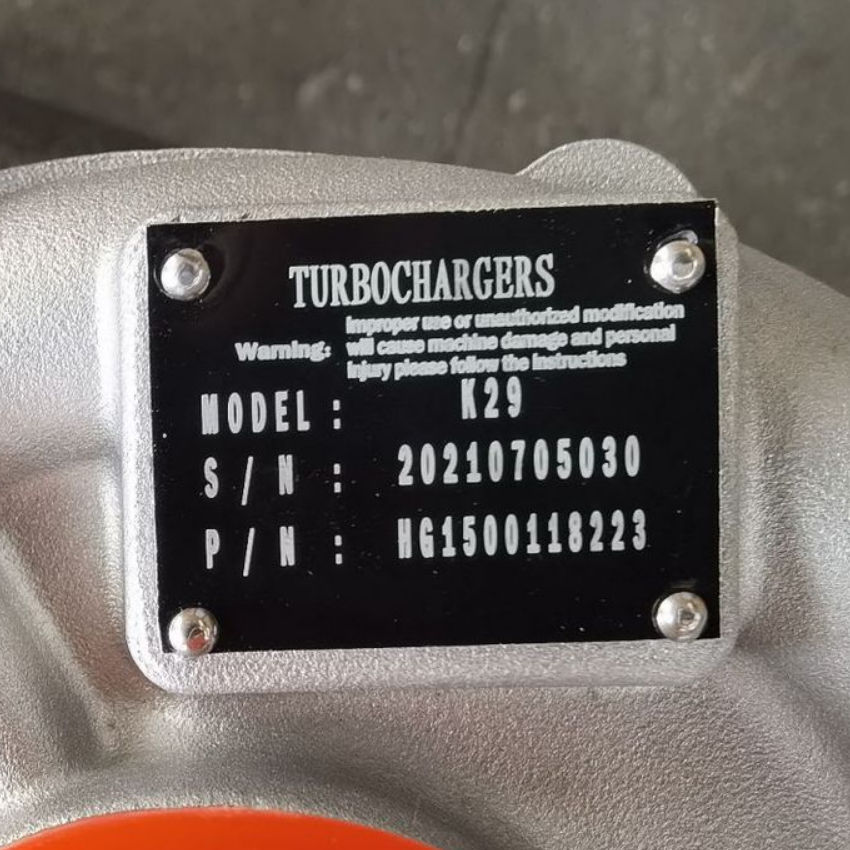 TURBOCHARGERS
Improper use or unauthorized modification
Warning: will cause machine damage and personal
injury please follow the instructions
MODEL: K29
S/N: 20210705030
P/N: HG1500118223